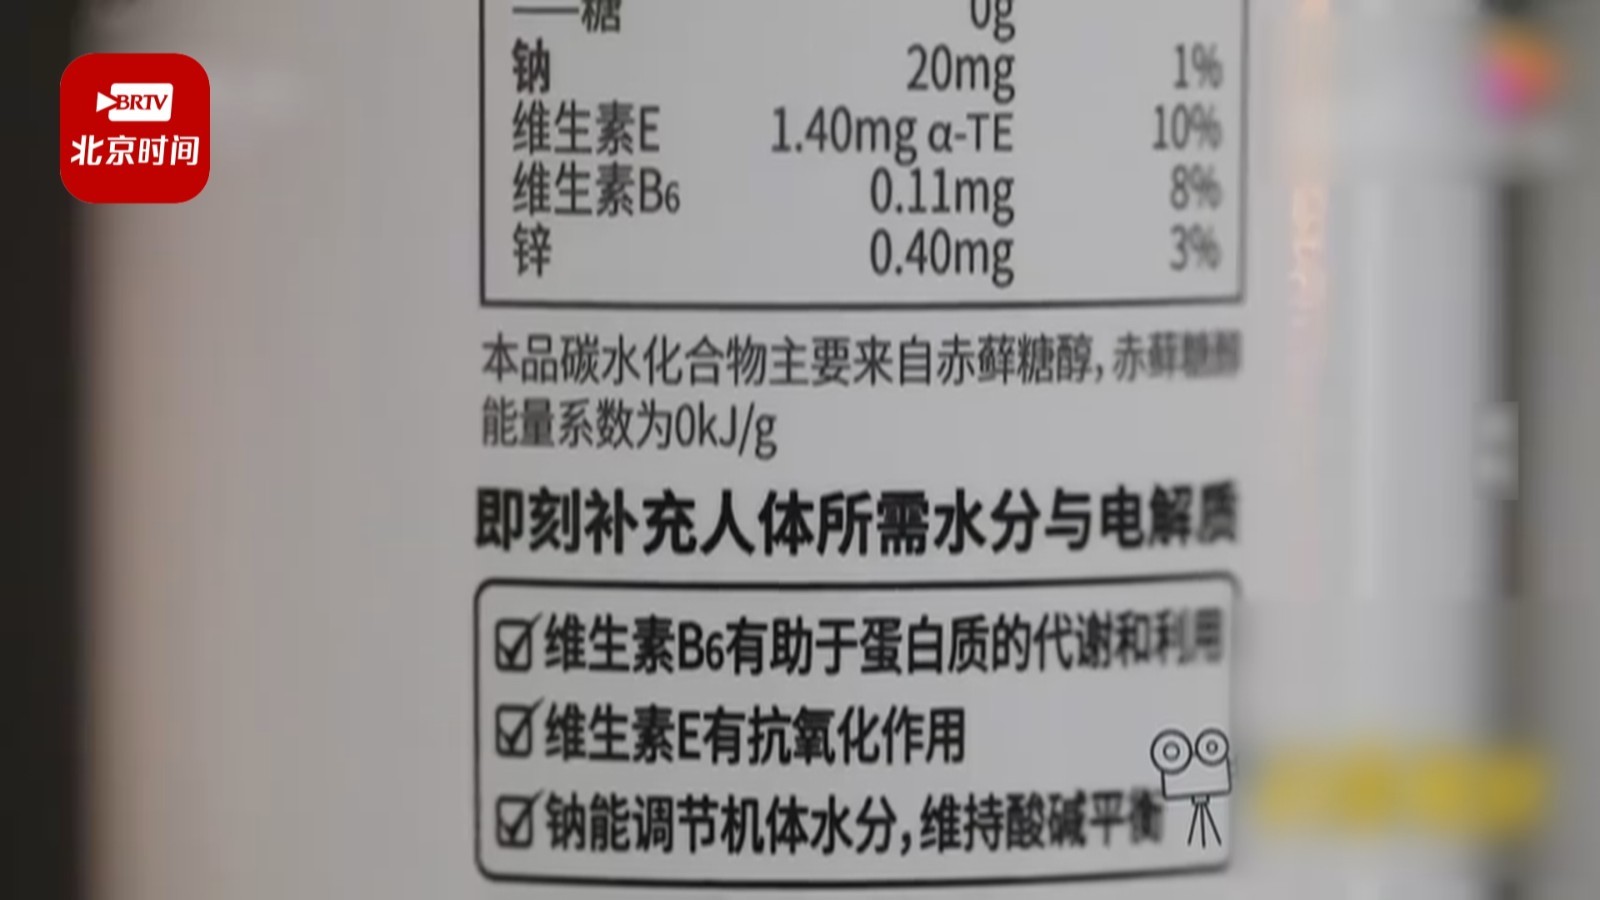 BRTV
北京时间
——糖 0g
钠 20mg 1%
维生素E 1.40mg α-TE 10%
维生素B6 0.11mg 8%
锌 0.40mg 3%
本品碳水化合物主要来自赤藓糖醇,赤藓糖醇
能量系数为0kJ/g
即刻补充人体所需水分与电解质
维生素B6有助于蛋白质的代谢和利用
维生素E有抗氧化作用
钠能调节机体水分,维持酸碱平衡